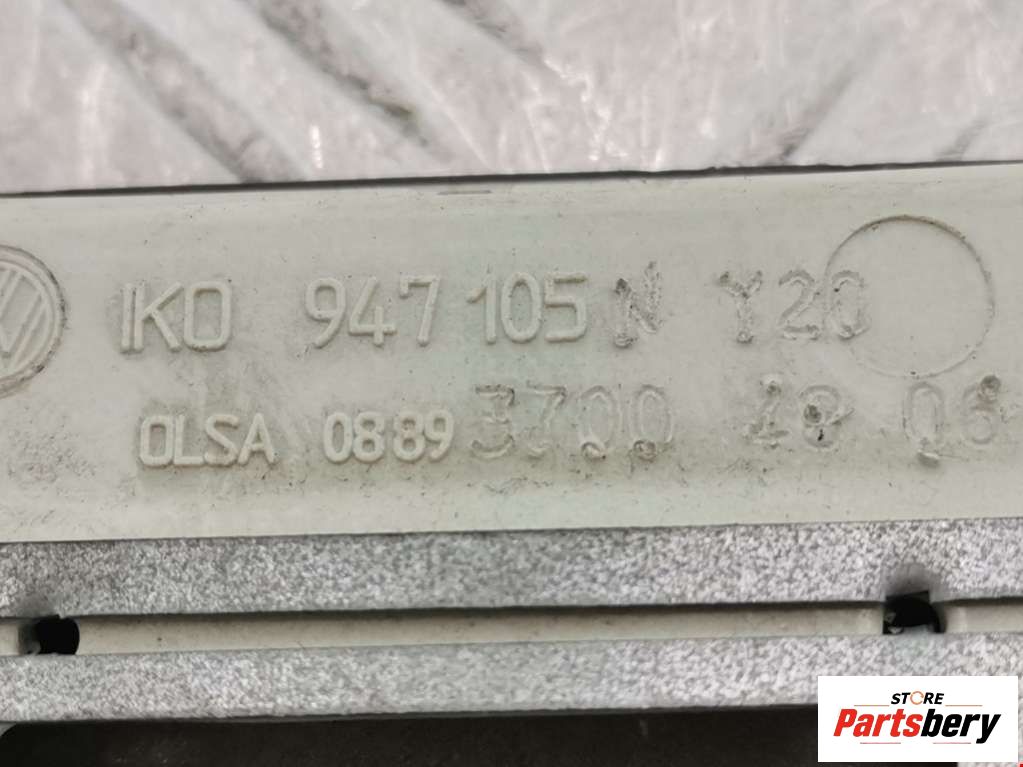 1K0 947 105 N Y20
OLSA 0889 3700 48 06
STORE
Partsbery